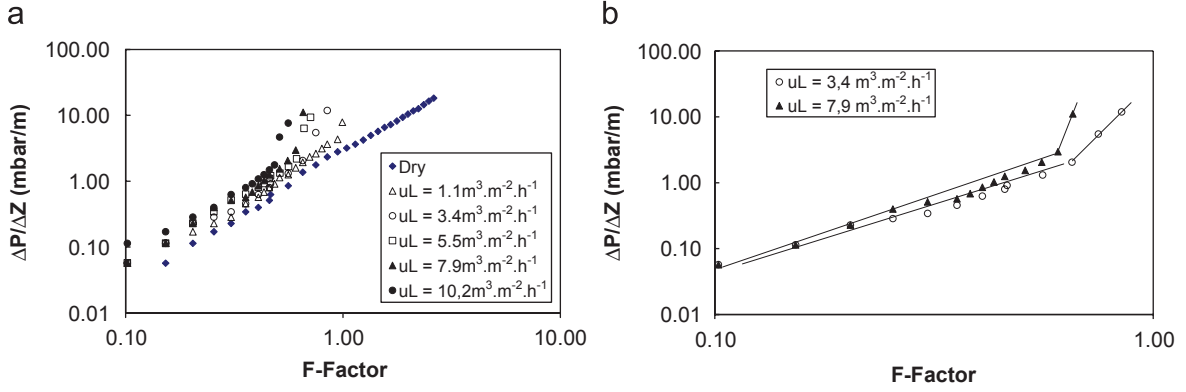 a
100.00
10.00
1.00
0.10
0.01
0.10
1.00
10.00
ΔP/ΔZ (mbar/m)
F-Factor
Dry
uL = 1.1m³.m⁻².h⁻¹
uL = 3.4m³.m⁻².h⁻¹
uL = 5.5m³.m⁻².h⁻¹
uL = 7.9m³.m⁻².h⁻¹
uL = 10,2m³.m⁻².h⁻¹
b
100.00
10.00
1.00
0.10
0.01
0.10
1.00
ΔP/ΔZ (mbar/m)
F-Factor
uL = 3,4 m³.m⁻².h⁻¹
uL = 7,9 m³.m⁻².h⁻¹